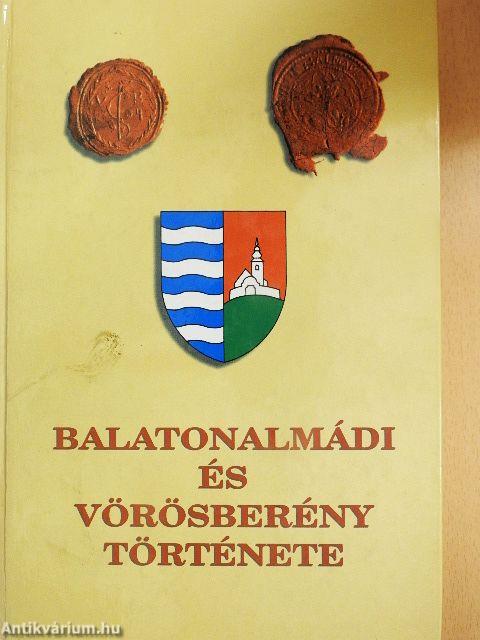 BALATONALMÁDI
ÉS
VÖRÖSBERÉNY
TÖRTÉNETE
Antikvárium.hu